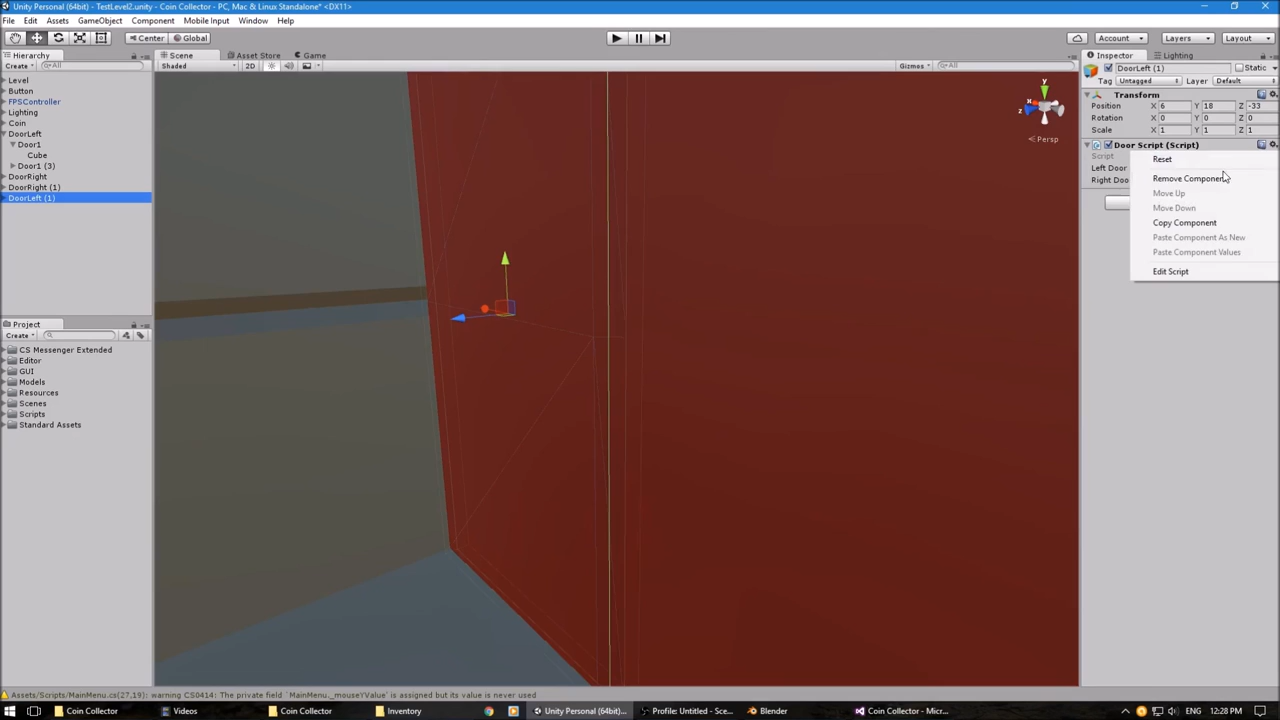 Unity Personal (64bit) - TestLevel2.unity - Coin Collector - PC, Mac & Linux Standalone* <DX11>
File Edit Assets GameObject Component Mobile Input Window Help
Center Global Account Layers Layout
Hierarchy Scene Asset Store Game Inspector Lighting
Create All Shaded 2D Gizmos All DoorLeft (1) Static
Tag Untagged Layer Default
Level
Button
FPSController
Lighting
Coin
DoorLeft
Door1
Cube
Door1 (3)
DoorRight
DoorRight (1)
DoorLeft (1)
y
x
z
Persp
Transform
Position X 6 Y 18 Z -33
Rotation X 0 Y 0 Z 0
Scale X 1 Y 1 Z 1
Door Script (Script)
Script
Left Door
Right Doo
Reset
Remove Component
Move Up
Move Down
Copy Component
Paste Component As New
Paste Component Values
Edit Script
Project
Create
CS Messenger Extended
Editor
GUI
Models
Resources
Scenes
Scripts
Standard Assets
Assets/Scripts/MainMenu.cs(27,19): warning CS0414: The private field `MainMenu._mouseYValue' is assigned but its value is never used
Coin Collector Videos Coin Collector Inventory Unity Personal (64bit)... Profile: Untitled - Sce... Blender Coin Collector - Micr... ENG 12:28 PM